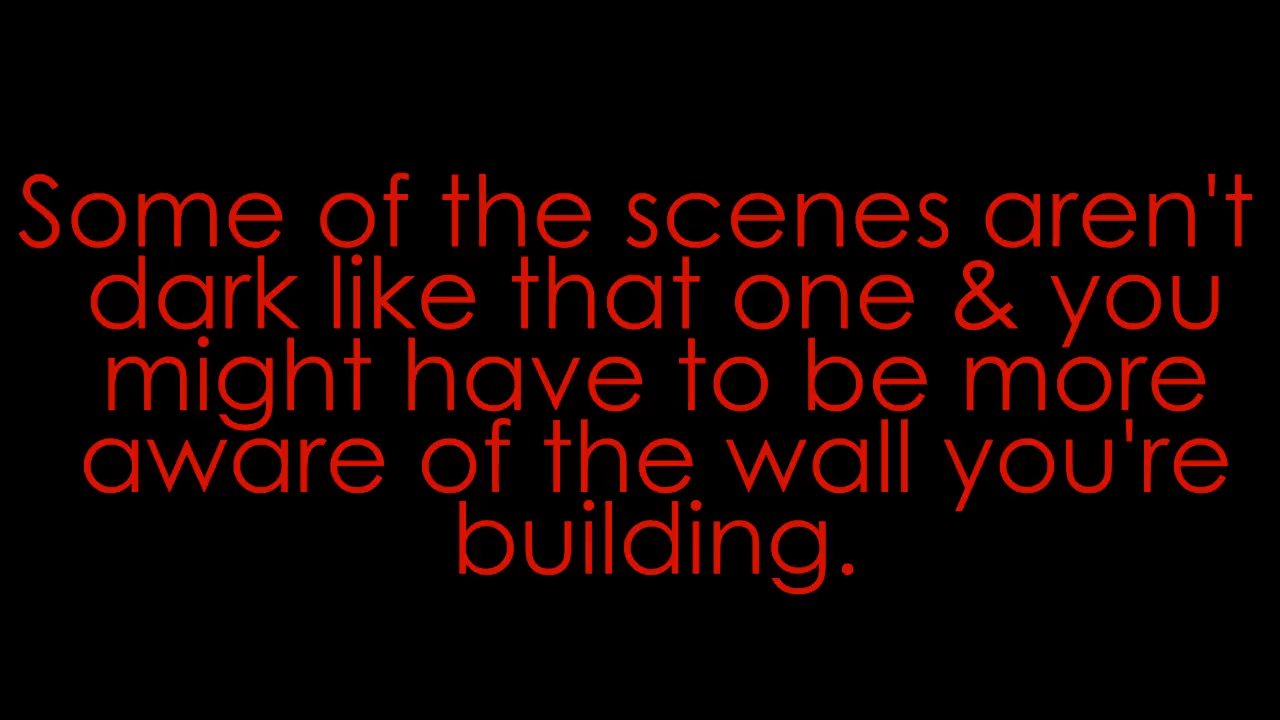 Some of the scenes aren't
dark like that one & you
might have to be more
aware of the wall you're
building.